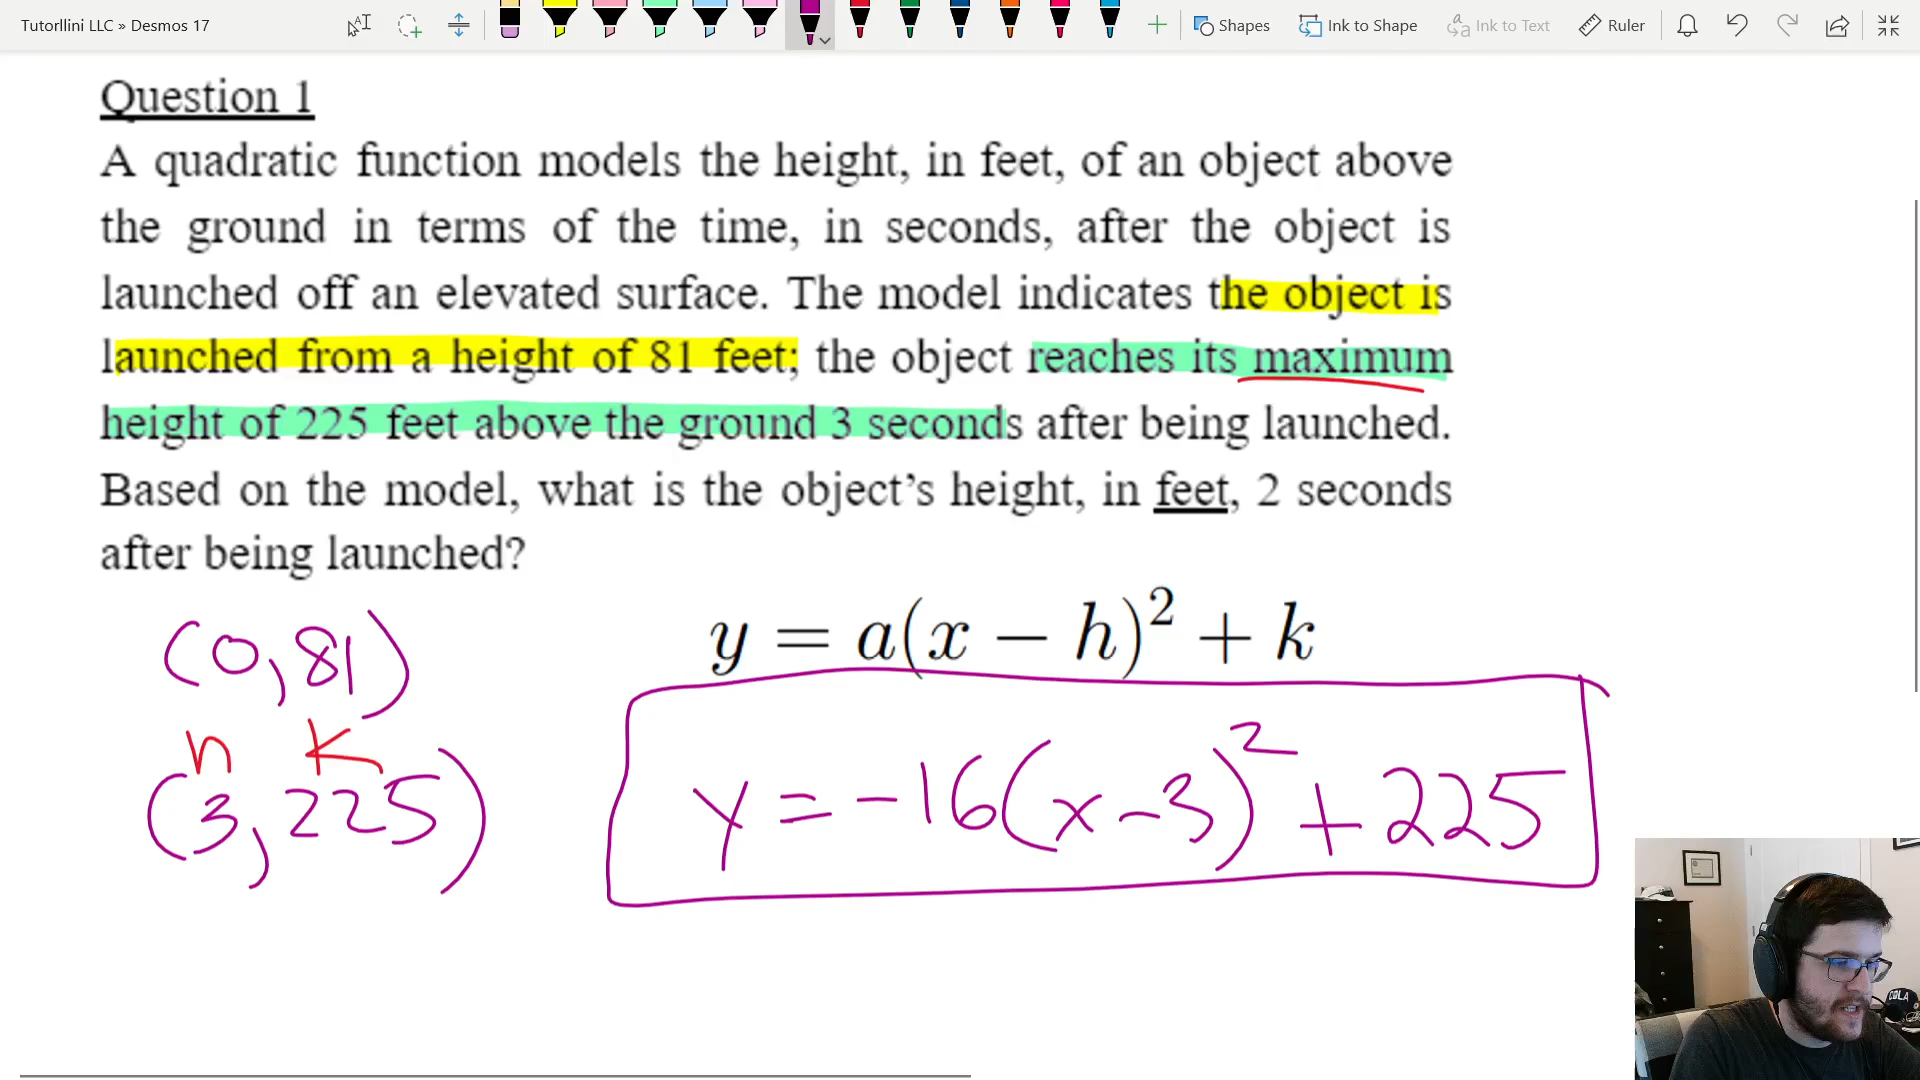 Tutorllini LLC » Desmos 17
Shapes
Ink to Shape
Ink to Text
Ruler
Question 1
A quadratic function models the height, in feet, of an object above
the ground in terms of the time, in seconds, after the object is
launched off an elevated surface. The model indicates the object is
launched from a height of 81 feet; the object reaches its maximum
height of 225 feet above the ground 3 seconds after being launched.
Based on the model, what is the object’s height, in feet, 2 seconds
after being launched?
(0,81)
y = a(x − h)² + k
h k
(3,225)
y = -16(x-3)² + 225